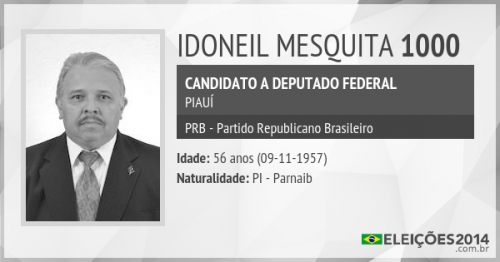 IDONEIL MESQUITA 1000
CANDIDATO A DEPUTADO FEDERAL
PIAUÍ
PRB - Partido Republicano Brasileiro
Idade: 56 anos (09-11-1957)
Naturalidade: PI - Parnaib
ELEIÇÕES2014
.com.br